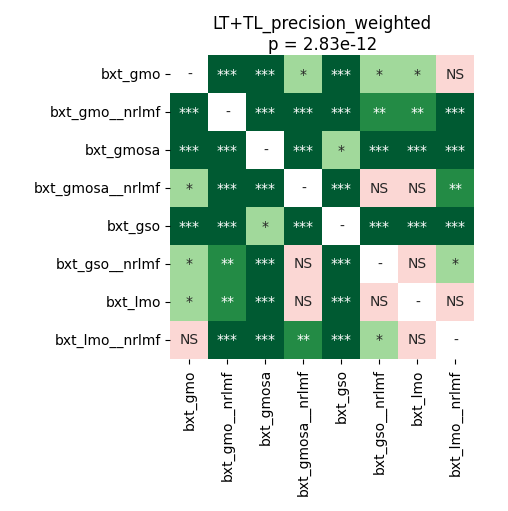 LT+TL_precision_weighted
p = 2.83e-12
bxt_gmo - *** *** * *** * * NS
bxt_gmo__nrlmf *** - *** *** *** ** ** ***
bxt_gmosa *** *** - *** * *** *** ***
bxt_gmosa__nrlmf * *** *** - *** NS NS **
bxt_gso *** *** * *** - *** *** ***
bxt_gso__nrlmf * ** *** NS *** - NS *
bxt_lmo * ** *** NS *** NS - NS
bxt_lmo__nrlmf NS *** *** ** *** * NS -
bxt_gmo
bxt_gmo__nrlmf
bxt_gmosa
bxt_gmosa__nrlmf
bxt_gso
bxt_gso__nrlmf
bxt_lmo
bxt_lmo__nrlmf